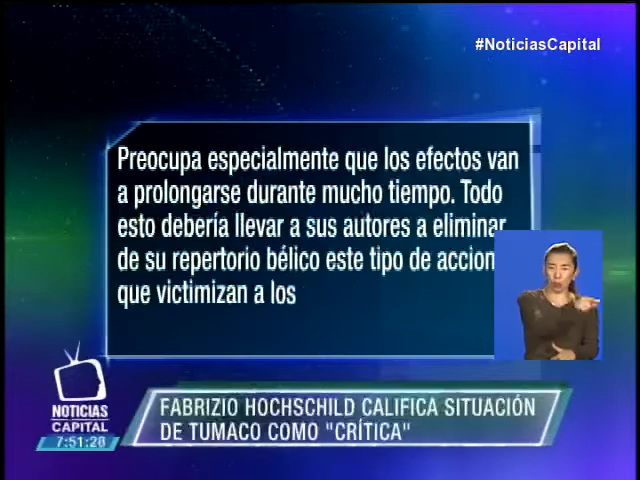 #NoticiasCapital
Preocupa especialmente que los efectos van
a prolongarse durante mucho tiempo. Todo
esto debería llevar a sus autores a eliminar
de su repertorio bélico este tipo de accion
que victimizan a los
NOTICIAS
CAPITAL
7:51:28
FABRIZIO HOCHSCHILD CALIFICA SITUACIÓN
DE TUMACO COMO "CRÍTICA"